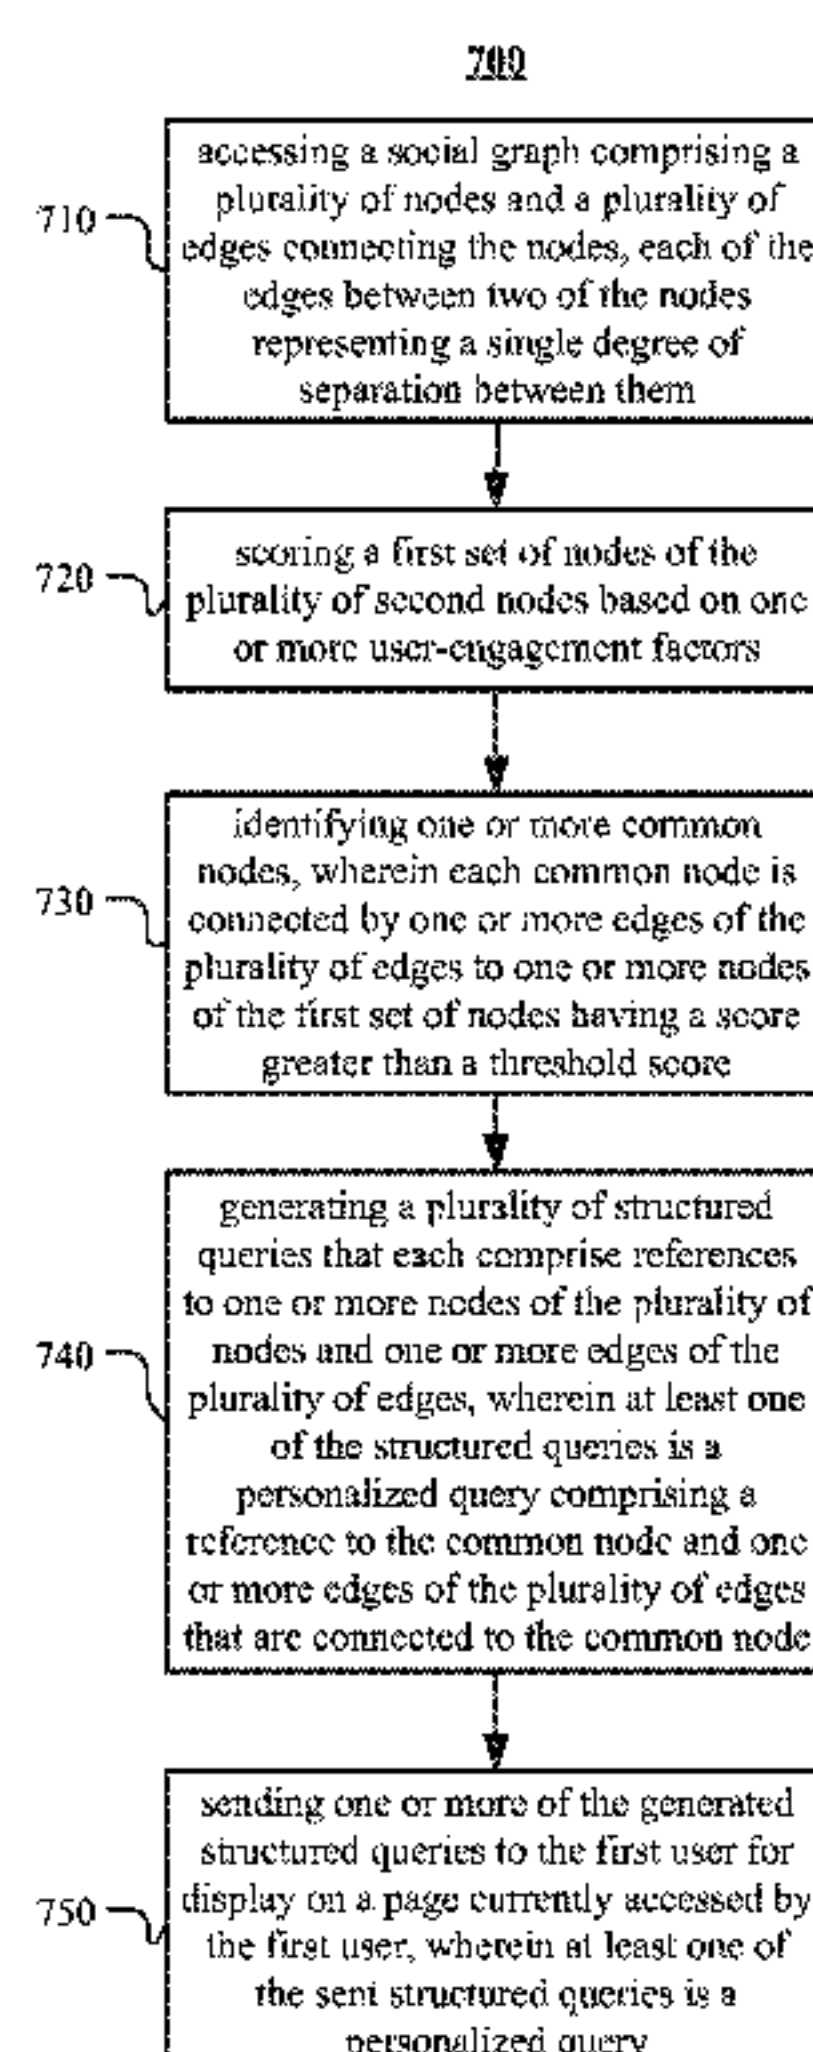 700
710
accessing a social graph comprising a
plurality of nodes and a plurality of
edges connecting the nodes, each of the
edges between two of the nodes
representing a single degree of
separation between them
720
scoring a first set of nodes of the
plurality of second nodes based on one
or more user-engagement factors
730
identifying one or more common
nodes, wherein each common node is
connected by one or more edges of the
plurality of edges to one or more nodes
of the first set of nodes having a score
greater than a threshold score
740
generating a plurality of structured
queries that each comprise references
to one or more nodes of the plurality of
nodes and one or more edges of the
plurality of edges, wherein at least one
of the structured queries is a
personalized query comprising a
reference to the common node and one
or more edges of the plurality of edges
that are connected to the common node
750
sending one or more of the generated
structured queries to the first user for
display on a page currently accessed by
the first user, wherein at least one of
the sent structured queries is a
personalized query